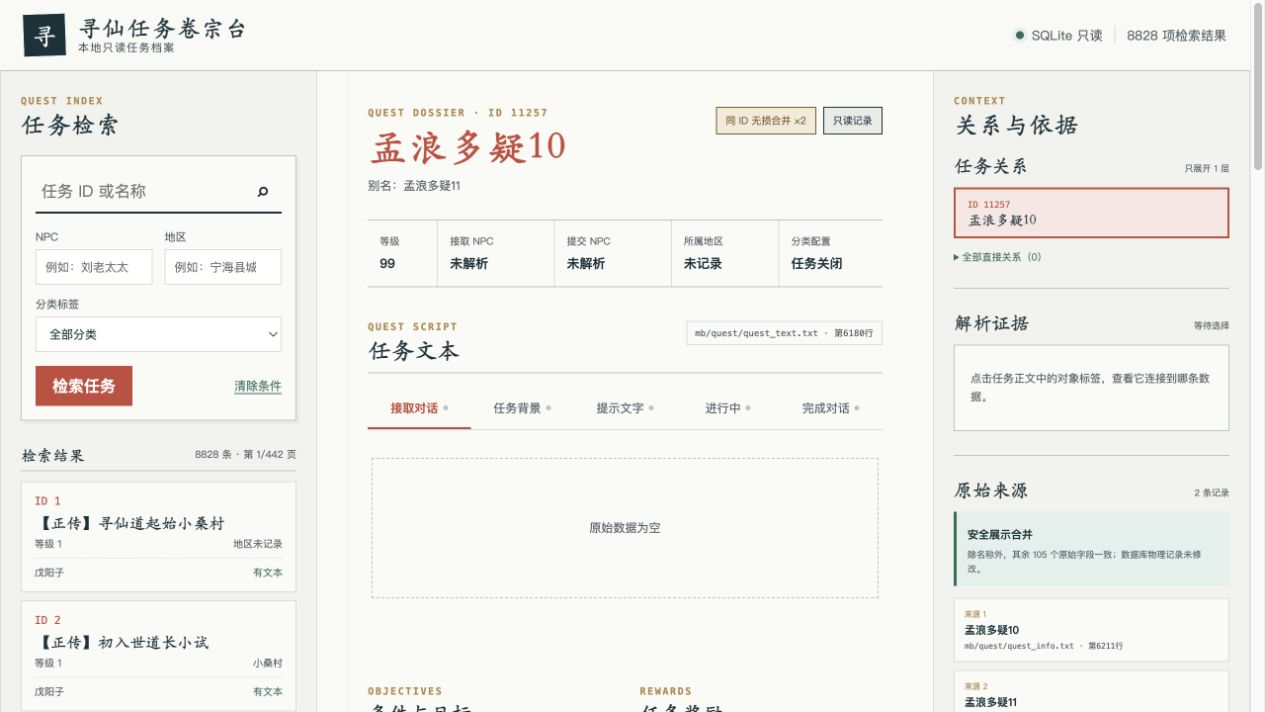 寻
寻仙任务卷宗台
本地只读任务档案
SQLite 只读
8828 项检索结果
QUEST INDEX
任务检索
任务 ID 或名称
NPC
地区
例如：刘老太太
例如：宁海县城
分类标签
全部分类
检索任务
清除条件
检索结果
8828 条 · 第 1/442 页
ID 1
【正传】寻仙道起始小桑村
等级 1
地区未记录
戊阳子
有文本
ID 2
【正传】初入世道长小试
等级 1
小桑村
戊阳子
有文本
QUEST DOSSIER · ID 11257
同 ID 无损合并 ×2
只读记录
孟浪多疑10
别名：孟浪多疑11
等级
99
接取 NPC
未解析
提交 NPC
未解析
所属地区
未记录
分类配置
任务关闭
QUEST SCRIPT
任务文本
mb/quest/quest_text.txt · 第6180行
接取对话
任务背景
提示文字
进行中
完成对话
原始数据为空
OBJECTIVES
条件与目标
REWARDS
任务奖励
CONTEXT
关系与依据
任务关系
只展开 1 层
ID 11257
孟浪多疑10
全部直接关系（0）
解析证据
等待选择
点击任务正文中的对象标签，查看它连接到哪条数
据。
原始来源
2 条记录
安全展示合并
除名称外，其余 105 个原始字段一致；数据库物理记录未修
改。
来源 1
孟浪多疑10
mb/quest/quest_info.txt · 第6211行
来源 2
孟浪多疑11